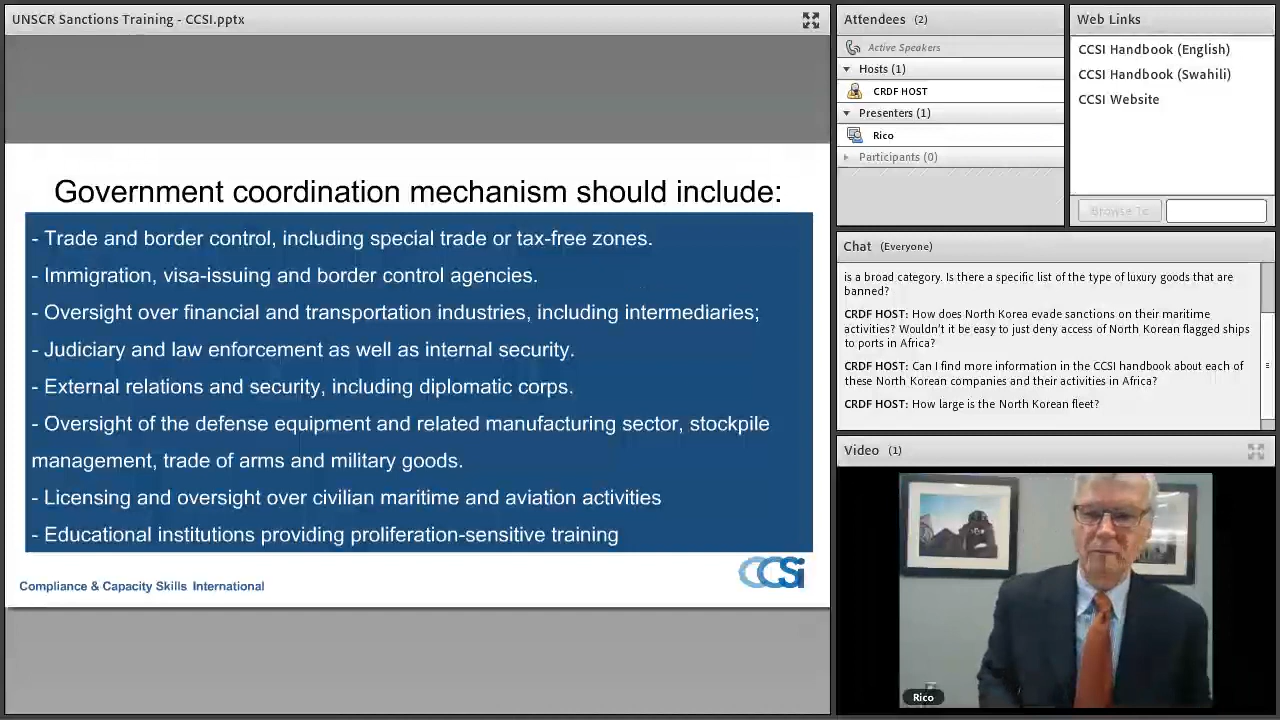 UNSCR Sanctions Training - CCSI.pptx
Government coordination mechanism should include:
- Trade and border control, including special trade or tax-free zones.
- Immigration, visa-issuing and border control agencies.
- Oversight over financial and transportation industries, including intermediaries;
- Judiciary and law enforcement as well as internal security.
- External relations and security, including diplomatic corps.
- Oversight of the defense equipment and related manufacturing sector, stockpile
management, trade of arms and military goods.
- Licensing and oversight over civilian maritime and aviation activities
- Educational institutions providing proliferation-sensitive training
Compliance & Capacity Skills International
CCSI
Attendees (2)
Active Speakers
Hosts (1)
CRDF HOST
Presenters (1)
Rico
Participants (0)
Web Links
CCSI Handbook (English)
CCSI Handbook (Swahili)
CCSI Website
Browse To
Chat (Everyone)
is a broad category. Is there a specific list of the type of luxury goods that are
banned?
CRDF HOST: How does North Korea evade sanctions on their maritime
activities? Wouldn't it be easy to just deny access of North Korean flagged ships
to ports in Africa?
CRDF HOST: Can I find more information in the CCSI handbook about each of
these North Korean companies and their activities in Africa?
CRDF HOST: How large is the North Korean fleet?
Video (1)
Rico